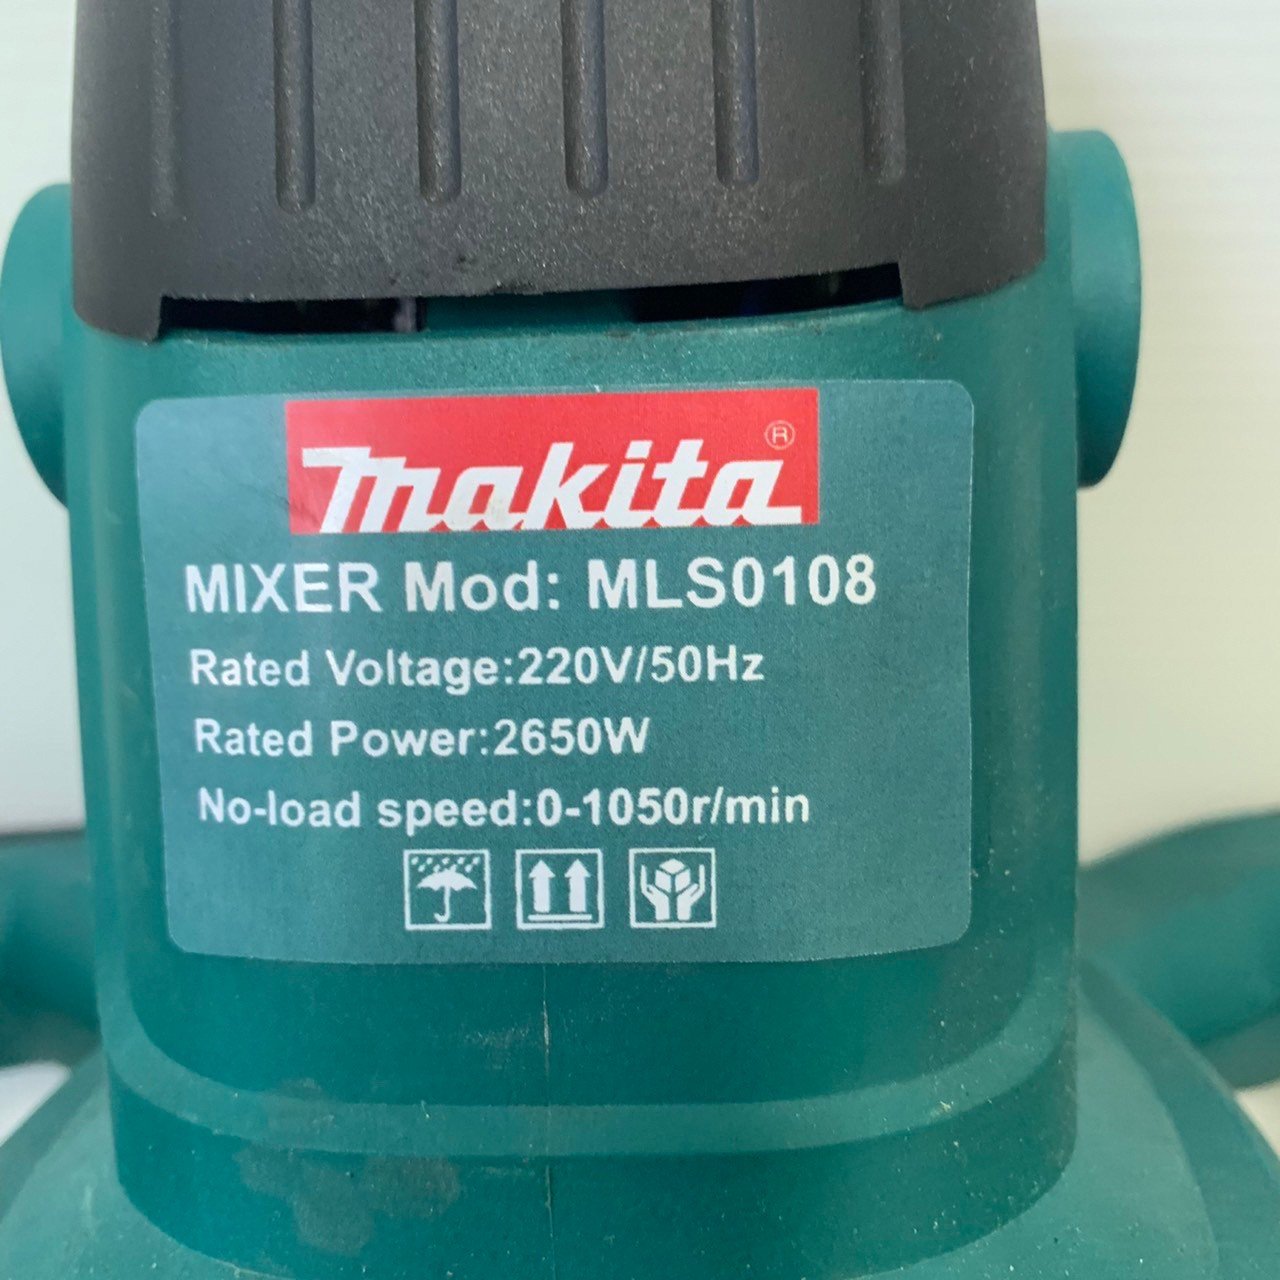 makita ®
MIXER Mod: MLS0108
Rated Voltage:220V/50Hz
Rated Power:2650W
No-load speed:0-1050r/min